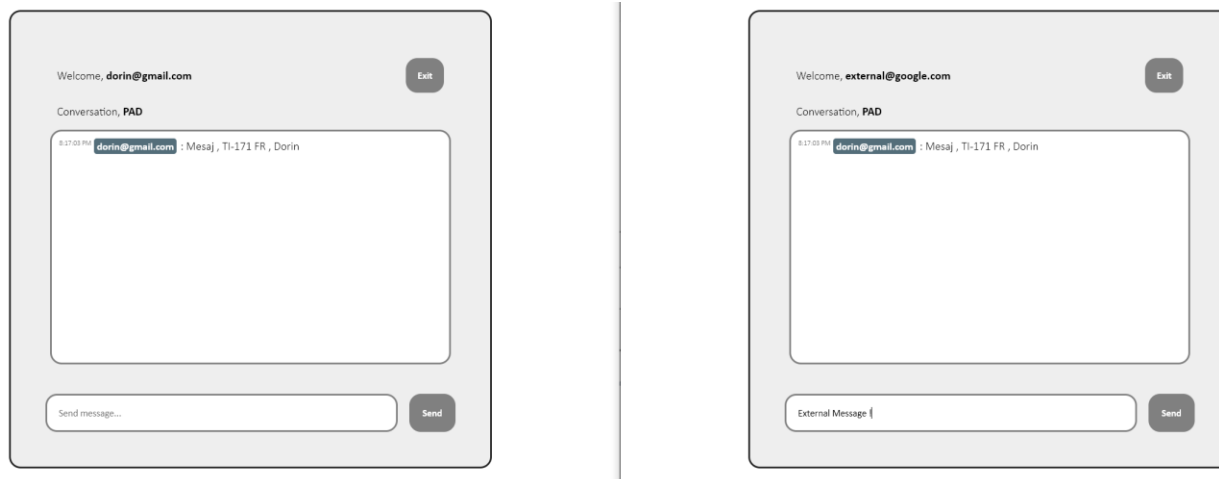 Welcome, dorin@gmail.com
Exit
Conversation, PAD
8:17:03 PM dorin@gmail.com : Mesaj , TI-171 FR , Dorin
Send message...
Send
Welcome, external@google.com
Exit
Conversation, PAD
8:17:03 PM dorin@gmail.com : Mesaj , TI-171 FR , Dorin
External Message !
Send